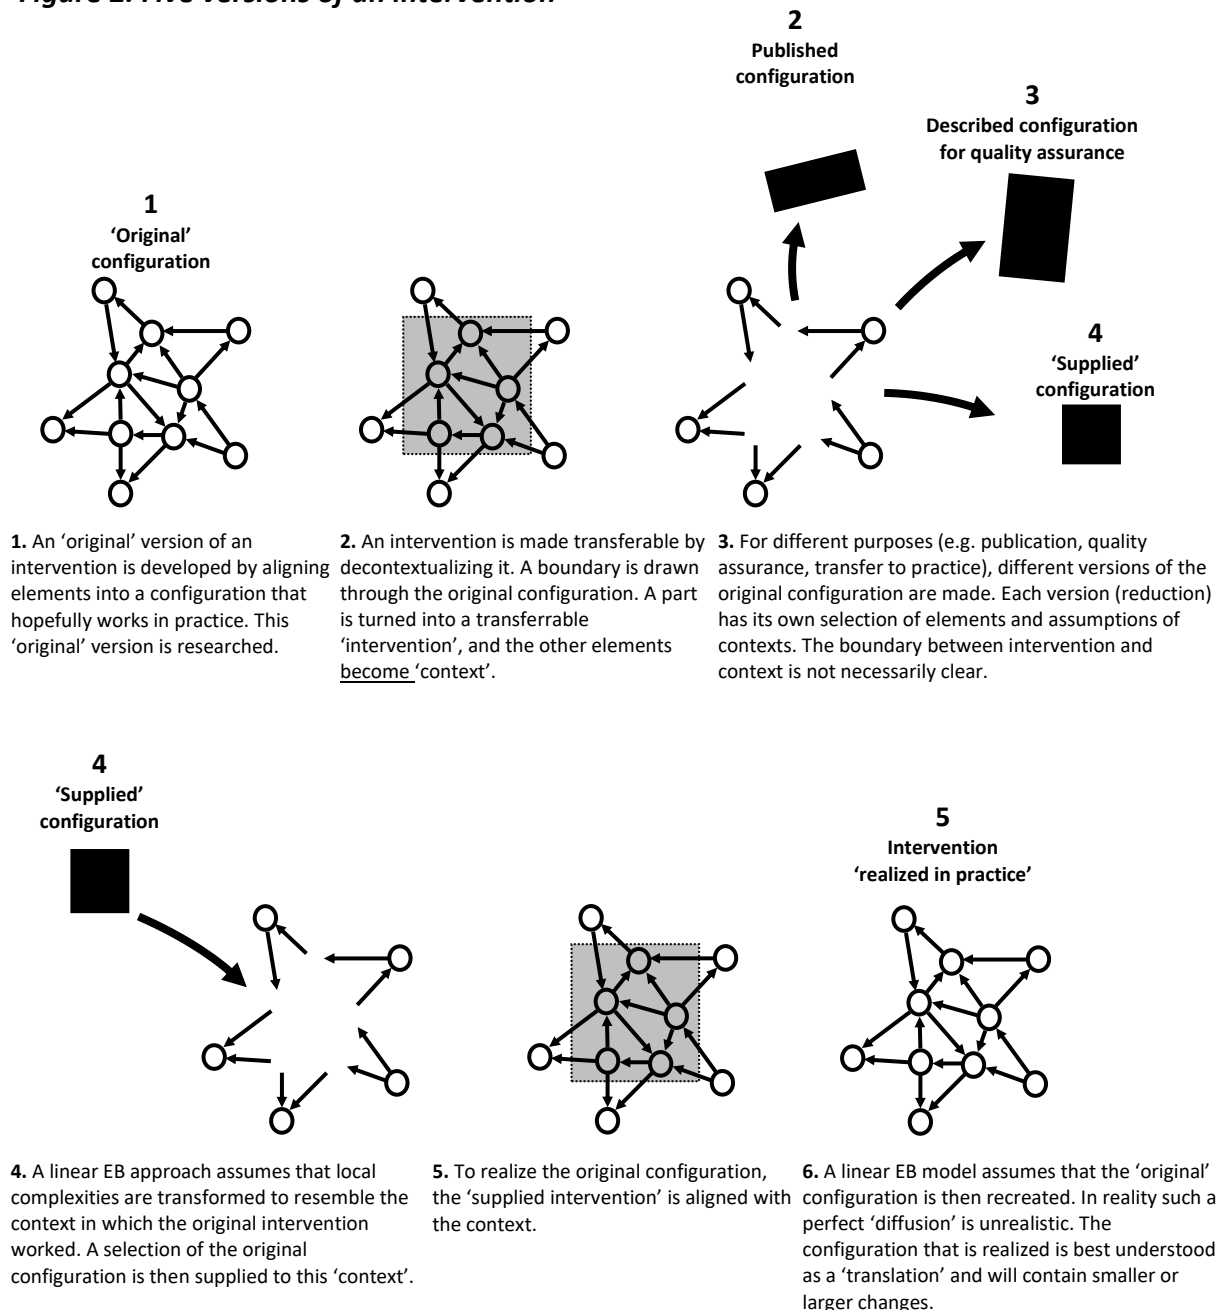 Figure 2. Five versions of an intervention
2
Published
configuration
3
Described configuration
for quality assurance
1
‘Original’
configuration
4
‘Supplied’
configuration
1. An ‘original’ version of an
intervention is developed by aligning
elements into a configuration that
hopefully works in practice. This
‘original’ version is researched.
2. An intervention is made transferable by
decontextualizing it. A boundary is drawn
through the original configuration. A part
is turned into a transferrable
‘intervention’, and the other elements
become ‘context’.
3. For different purposes (e.g. publication, quality
assurance, transfer to practice), different versions of the
original configuration are made. Each version (reduction)
has its own selection of elements and assumptions of
contexts. The boundary between intervention and
context is not necessarily clear.
4
‘Supplied’
configuration
5
Intervention
‘realized in practice’
4. A linear EB approach assumes that local
complexities are transformed to resemble the
context in which the original intervention
worked. A selection of the original
configuration is then supplied to this ‘context’.
5. To realize the original configuration,
the ‘supplied intervention’ is aligned with
the context.
6. A linear EB model assumes that the ‘original’
configuration is then recreated. In reality such a
perfect ‘diffusion’ is unrealistic. The
configuration that is realized is best understood
as a ‘translation’ and will contain smaller or
larger changes.